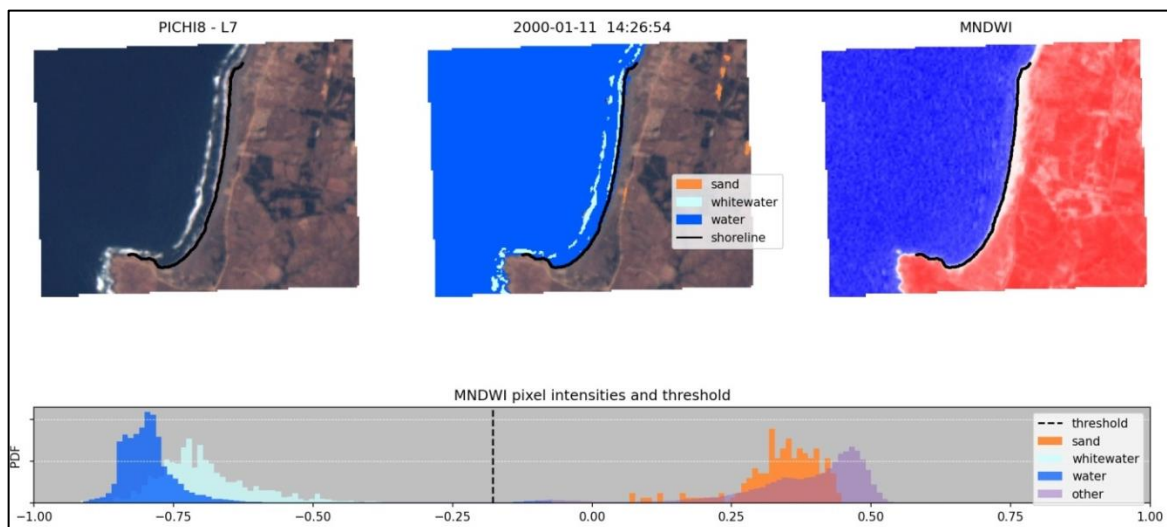 PICHI8 - L7
2000-01-11 14:26:54
MNDWI
sand
whitewater
water
shoreline
MNDWI pixel intensities and threshold
PDF
threshold
sand
whitewater
water
other
−1.00 −0.75 −0.50 −0.25 0.00 0.25 0.50 0.75 1.00